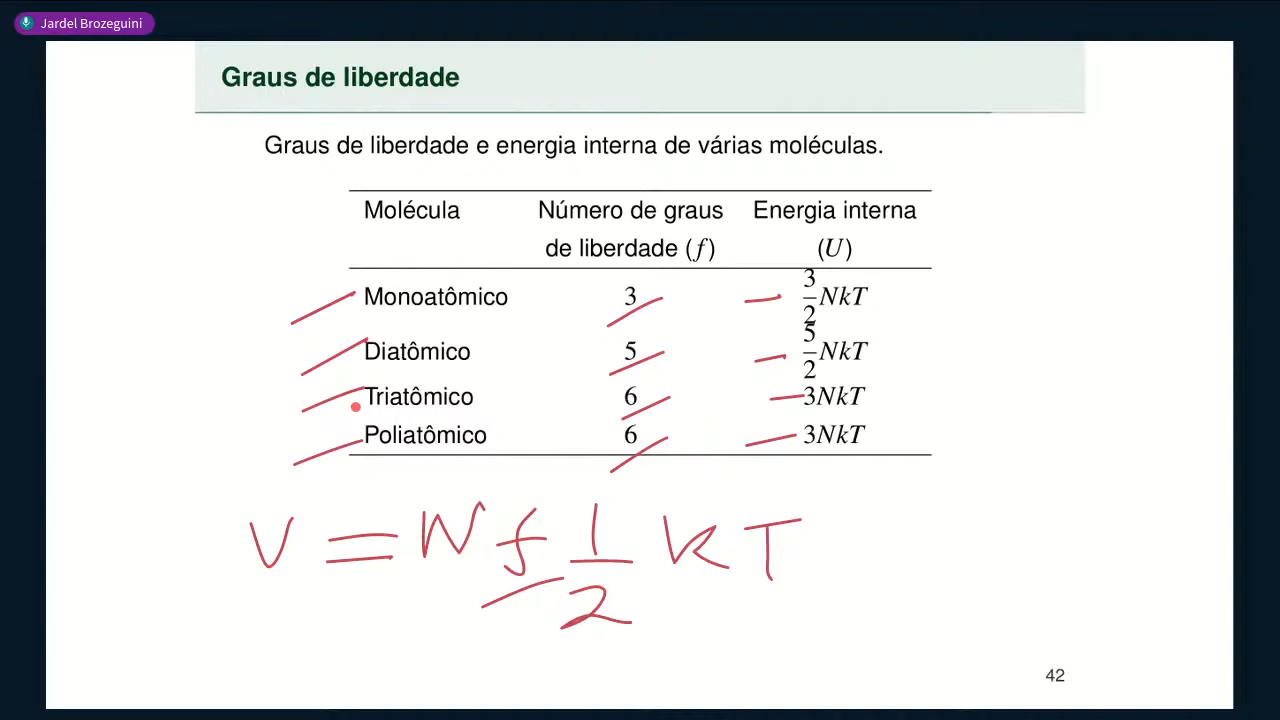 Jardel Brozeguini
Graus de liberdade
Graus de liberdade e energia interna de várias moléculas.
Molécula Número de graus Energia interna
de liberdade (f) (U)
Monoatômico 3 3/2 NkT
Diatômico 5 5/2 NkT
Triatômico 6 3NkT
Poliatômico 6 3NkT
U = N f 1/2 k T
42